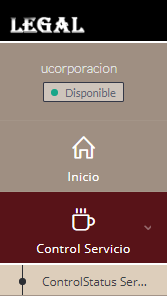 LEGAL
ucorporacion
Disponible
Inicio
Control Servicio
ControlStatus Ser...